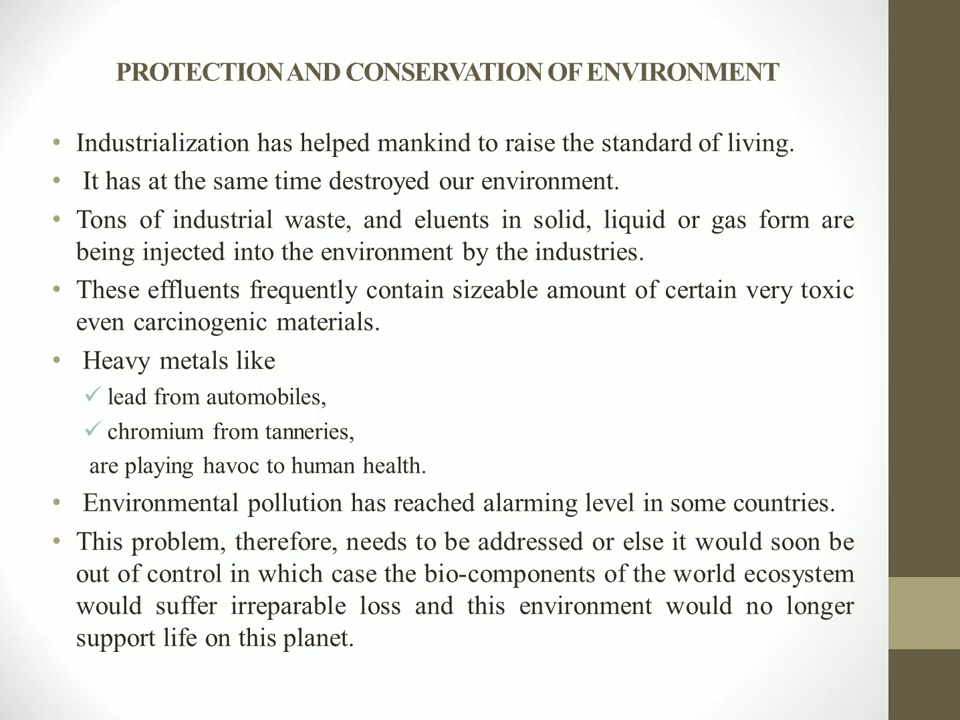 PROTECTION AND CONSERVATION OF ENVIRONMENT
• Industrialization has helped mankind to raise the standard of living.
• It has at the same time destroyed our environment.
• Tons of industrial waste, and eluents in solid, liquid or gas form are
being injected into the environment by the industries.
• These effluents frequently contain sizeable amount of certain very toxic
even carcinogenic materials.
• Heavy metals like
✓ lead from automobiles,
✓ chromium from tanneries,
are playing havoc to human health.
• Environmental pollution has reached alarming level in some countries.
• This problem, therefore, needs to be addressed or else it would soon be
out of control in which case the bio-components of the world ecosystem
would suffer irreparable loss and this environment would no longer
support life on this planet.